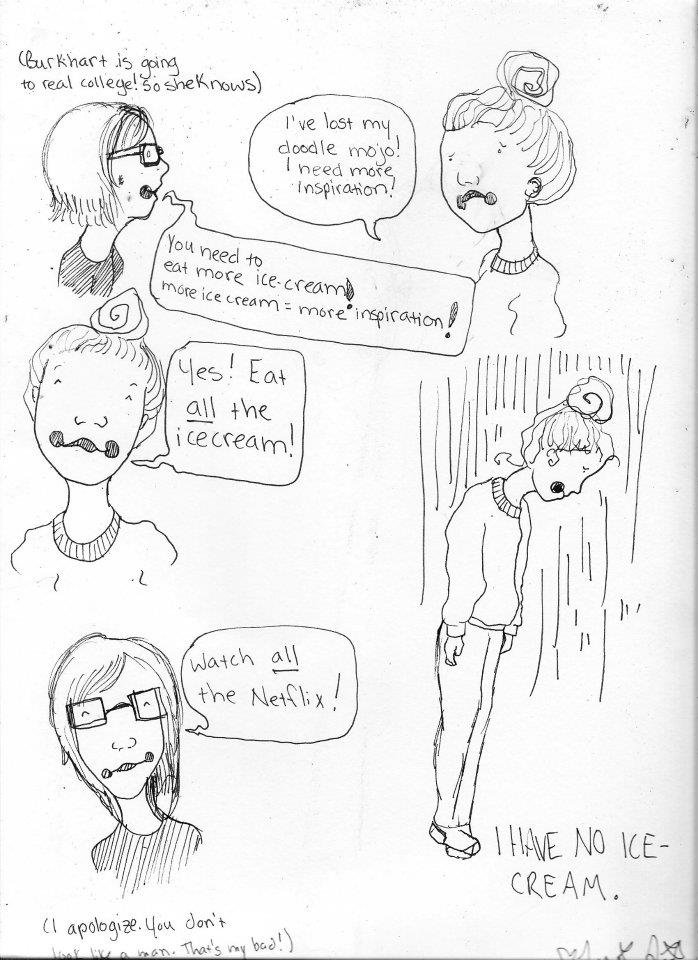 (Burkhart is going
to real college! So she knows)
I've lost my
doodle mojo!
I need more
inspiration!
You need to
eat more ice-cream!
more ice cream = more inspiration!
Yes! Eat
all the
icecream!
Watch all
the Netflix!
I HAVE NO ICE-
CREAM.
(I apologize. You don't
look like a man. That's my bad!)